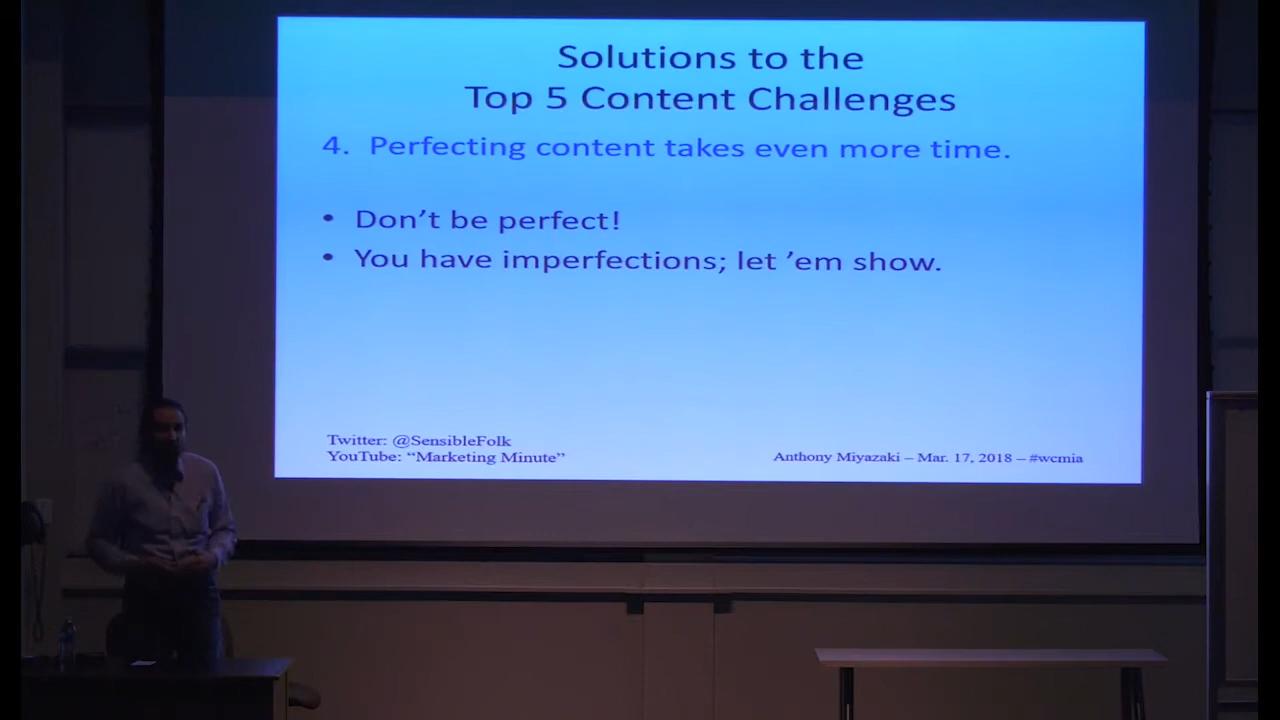 Solutions to the
Top 5 Content Challenges
4. Perfecting content takes even more time.
• Don’t be perfect!
• You have imperfections; let ’em show.
Twitter: @SensibleFolk
YouTube: “Marketing Minute”
Anthony Miyazaki – Mar. 17, 2018 – #wcmia